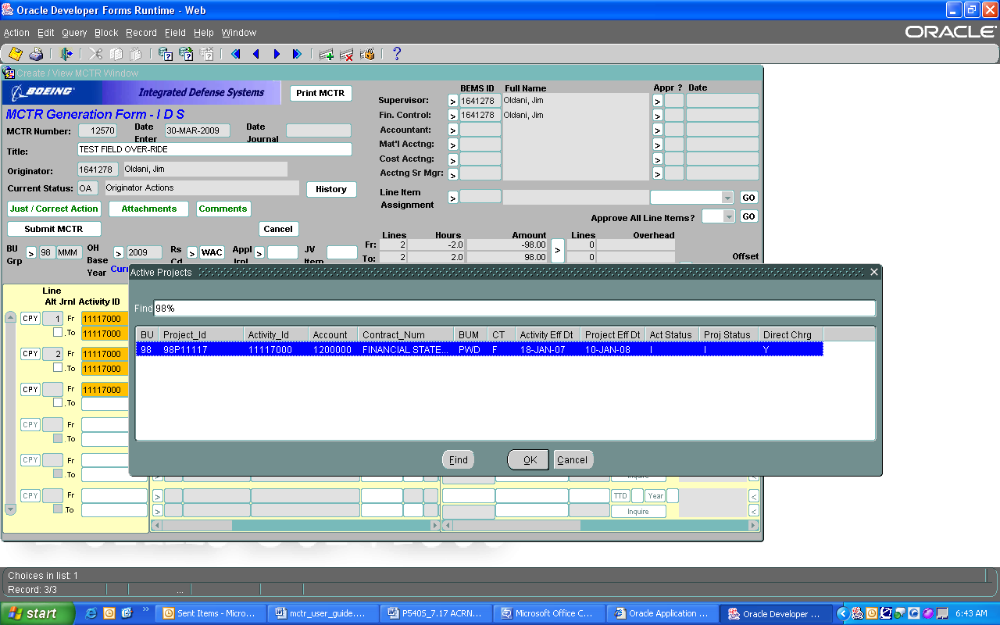 Oracle Developer Forms Runtime - Web
Action Edit Query Block Record Field Help Window
ORACLE
Create / View MCTR Window
BOEING Integrated Defense Systems
Print MCTR
MCTR Generation Form - I D S
MCTR Number: 12570 Date Enter 30-MAR-2009 Date Journal
Title: TEST FIELD OVER-RIDE
Originator: 1641278 Oldani, Jim
Current Status: OA Originator Actions
History
Just / Correct Action Attachments Comments
Submit MCTR Cancel
BEMS ID Full Name Appr ? Date
Supervisor: > 1641278 Oldani, Jim >
Fin. Control: > 1641278 Oldani, Jim >
Accountant: > >
Mat'l Acctng: > >
Cost Acctng: > >
Acctng Sr Mgr: > >
Line Item Assignment > GO
Approve All Line Items? GO
Lines Hours Amount Lines Overhead
Fr: 2 -2.0 -98.00 > 0
To: 2 2.0 98.00 0
Offset
BU Grp > 98 MMM OH Base Year > 2009 Rs Cd > WAC Appl Jrnl > JV Item
Curr
Active Projects
Find 98%
BU Project_Id Activity_Id Account Contract_Num BUM CT Activity Eff Dt Project Eff Dt Act Status Proj Status Direct Chrg
98 98P11117 11117000 1200000 FINANCIAL STATE... PWD F 18-JAN-07 10-JAN-08 I I Y
Find OK Cancel
Line
Alt Jrnl Activity ID
CPY 1 Fr 11117000
.To 11117000
CPY 2 Fr 11117000
.To 11117000
CPY Fr 11117000
.To
CPY Fr
.To
CPY Fr
.To
> Inquire <
CPY Fr > TTD Year <
.To > Inquire <
Choices in list: 1
Record: 3/3 ...
start Sent Items - Micro... mctr_user_guide.... PS40S_7.17 ACRN... Microsoft Office C... Oracle Application ... Oracle Developer ... 6:43 AM